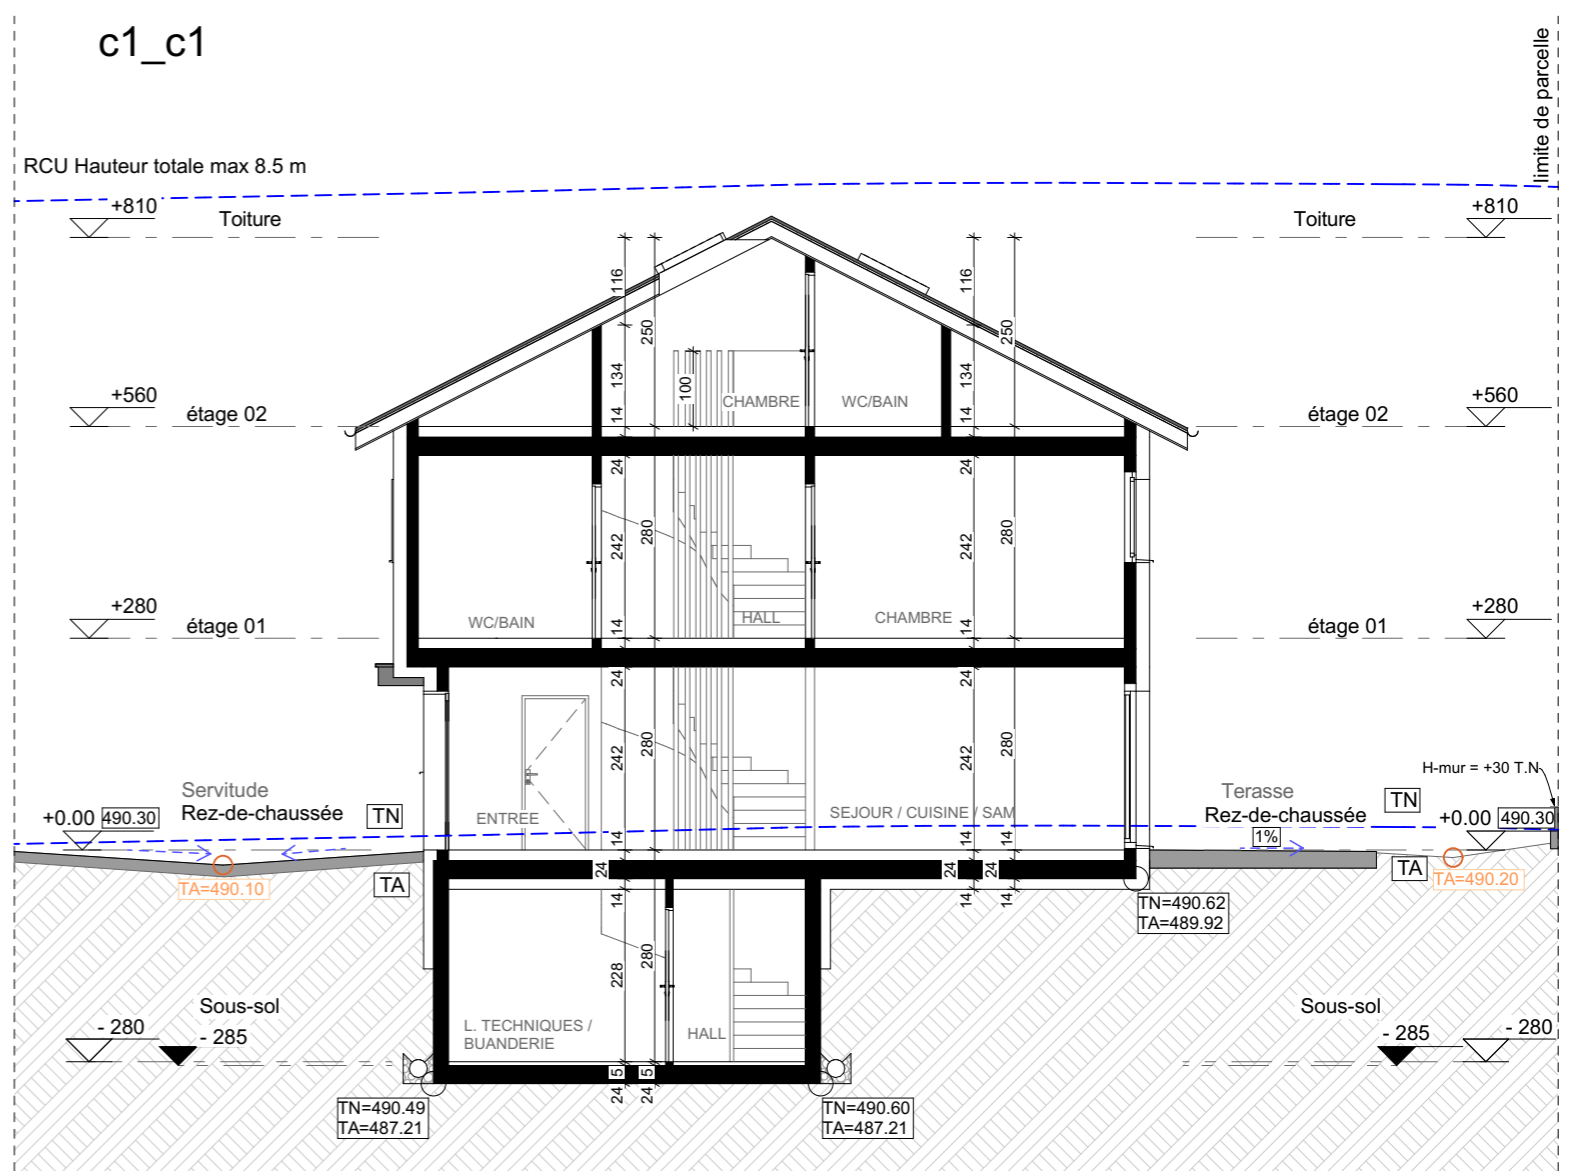 c1_c1
limite de parcelle
RCU Hauteur totale max 8.5 m
+810
Toiture
Toiture
+810
116
250
116
250
+560
étage 02
134
14
100
CHAMBRE
WC/BAIN
134
14
étage 02
+560
24
242
280
24
242
280
+280
étage 01
WC/BAIN
14
HALL
CHAMBRE
14
étage 01
+280
24
242
280
24
242
280
H-mur = +30 T.N
Servitude
Rez-de-chaussée
TN
+0.00 490.30
ENTREE
14
SEJOUR / CUISINE / SAM
14
14
Terasse
Rez-de-chaussée
1%
TN
+0.00 490.30
TA=490.10
TA
24
24
24
14
14
14
TA
TA=490.20
TN=490.62
TA=489.92
228
280
Sous-sol
- 280
- 285
L. TECHNIQUES /
BUANDERIE
HALL
Sous-sol
- 285
- 280
5
5
24
24
TN=490.49
TA=487.21
TN=490.60
TA=487.21